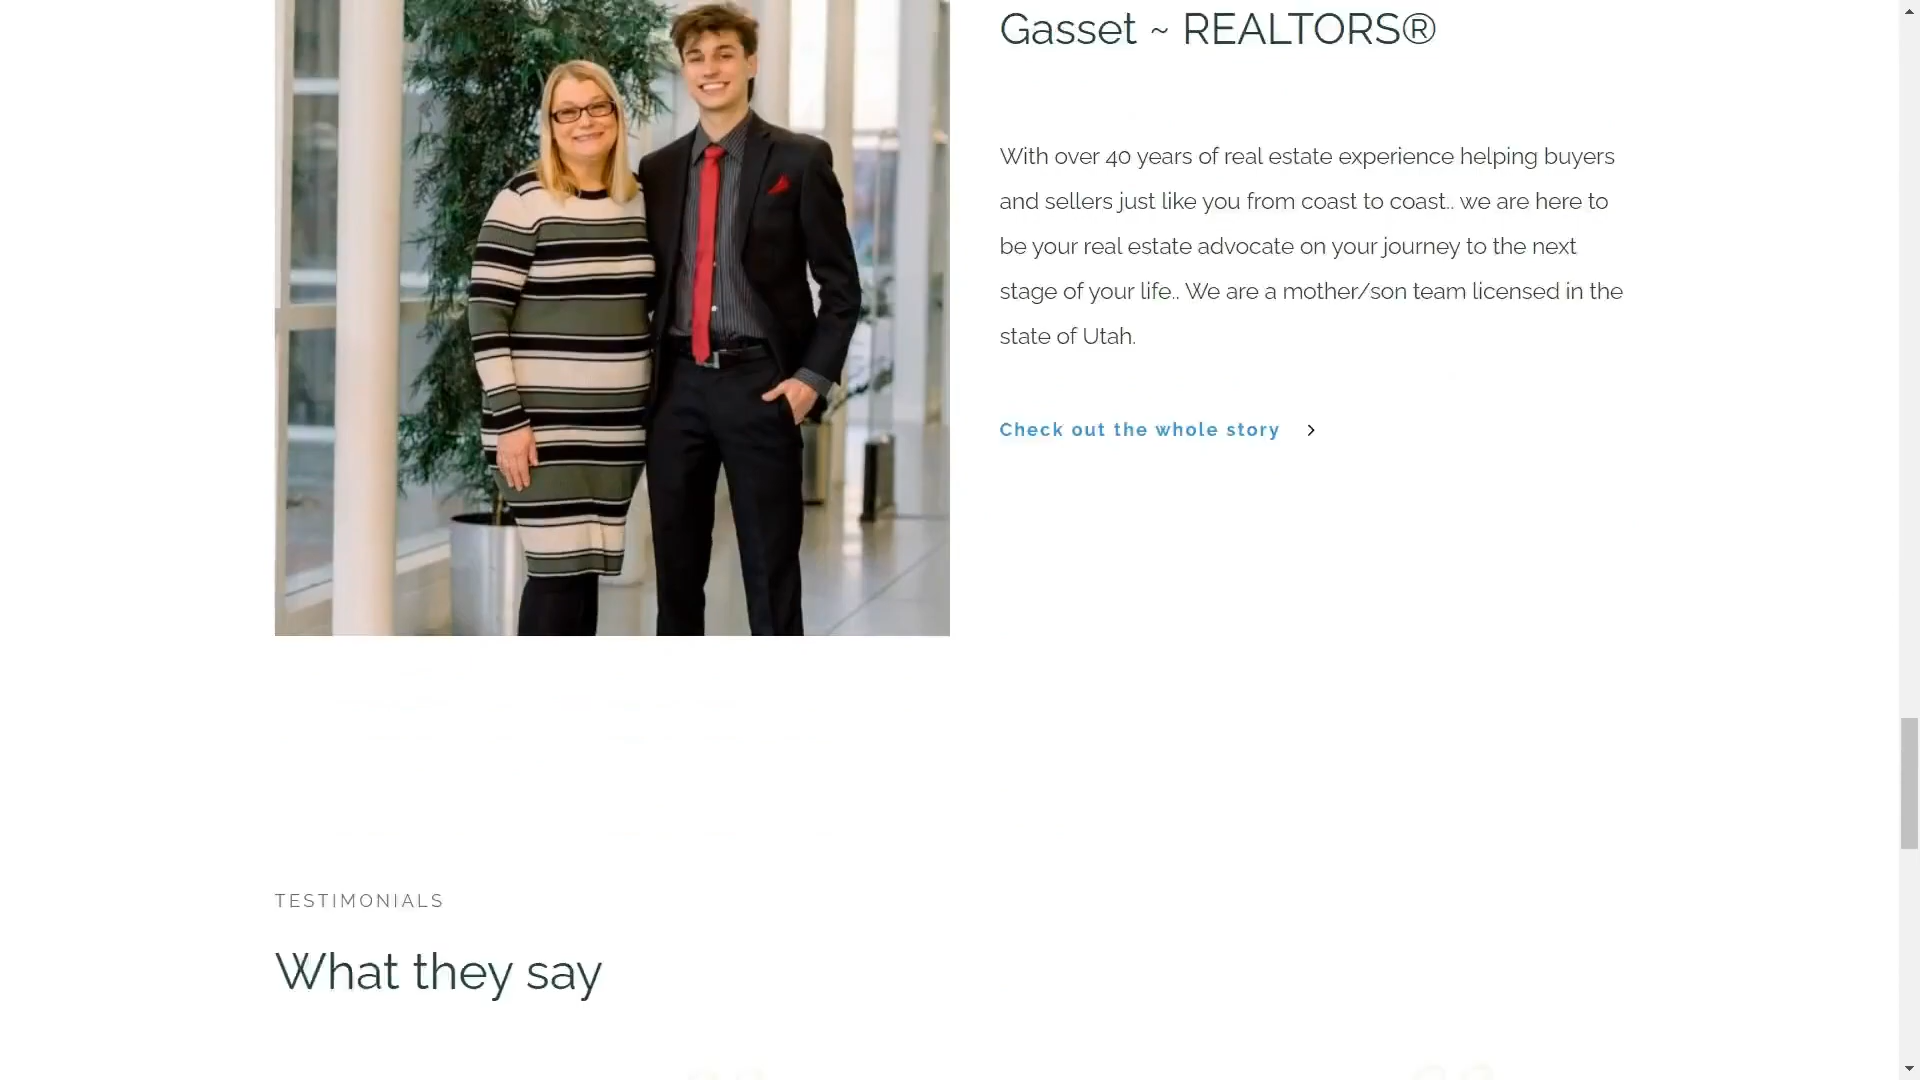 Gasset ~ REALTORS®
With over 40 years of real estate experience helping buyers
and sellers just like you from coast to coast.. we are here to
be your real estate advocate on your journey to the next
stage of your life.. We are a mother/son team licensed in the
state of Utah.
Check out the whole story
TESTIMONIALS
What they say